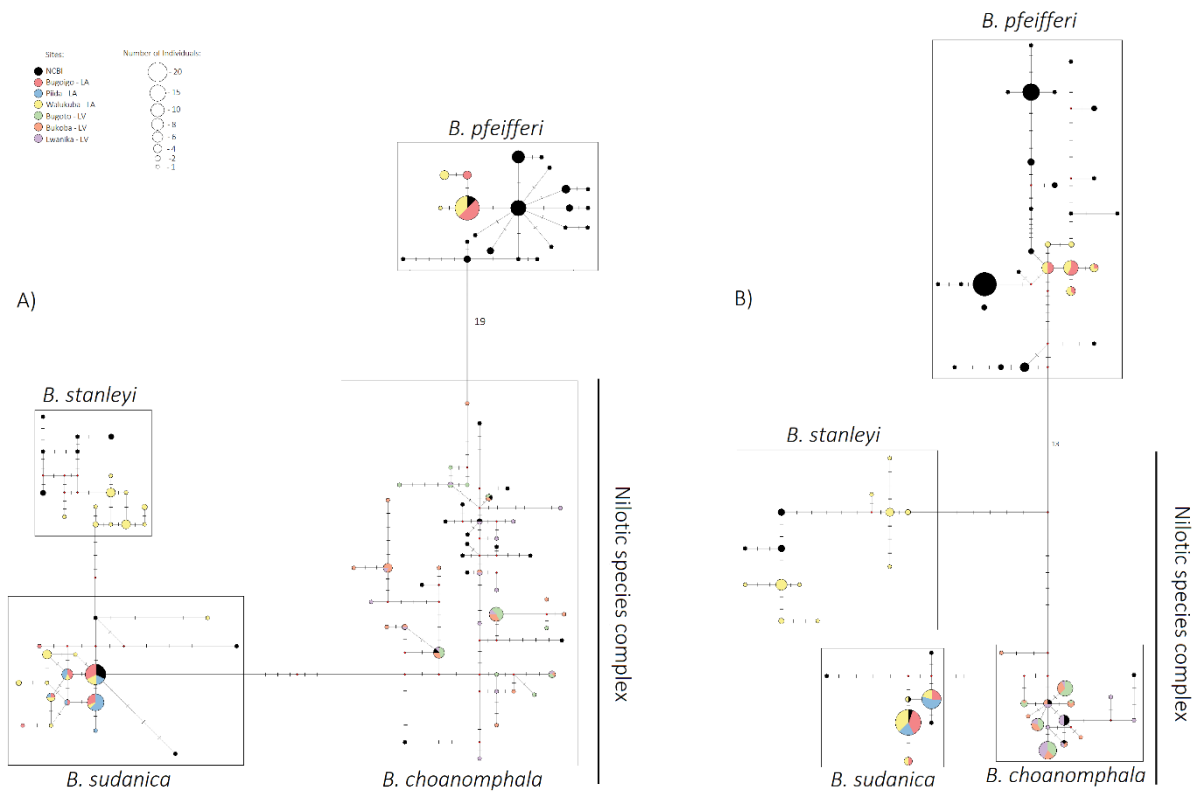 B. pfeifferi
Sites:
NCBI
Bugoigo - LA
Piida - LA
Walukuba - LA
Bugoto - LV
Bukoba - LV
Lwanika - LV
Number of Individuals:
- 20
- 15
- 10
- 8
- 6
- 4
- 2
- 1
B. pfeifferi
A)
B)
19
B. stanleyi
B. stanleyi
Nilotic species complex
Nilotic species complex
B. sudanica
B. choanomphala
B. sudanica
B. choanomphala